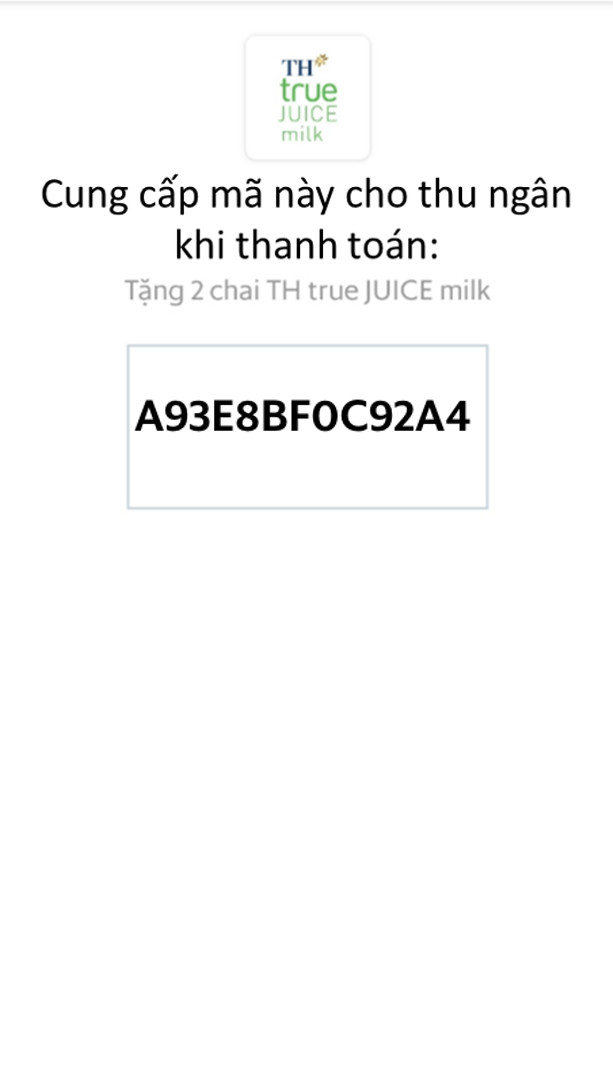 TH
true
JUICE
milk
Cung cấp mã này cho thu ngân
khi thanh toán:
Tặng 2 chai TH true JUICE milk
A93E8BF0C92A4